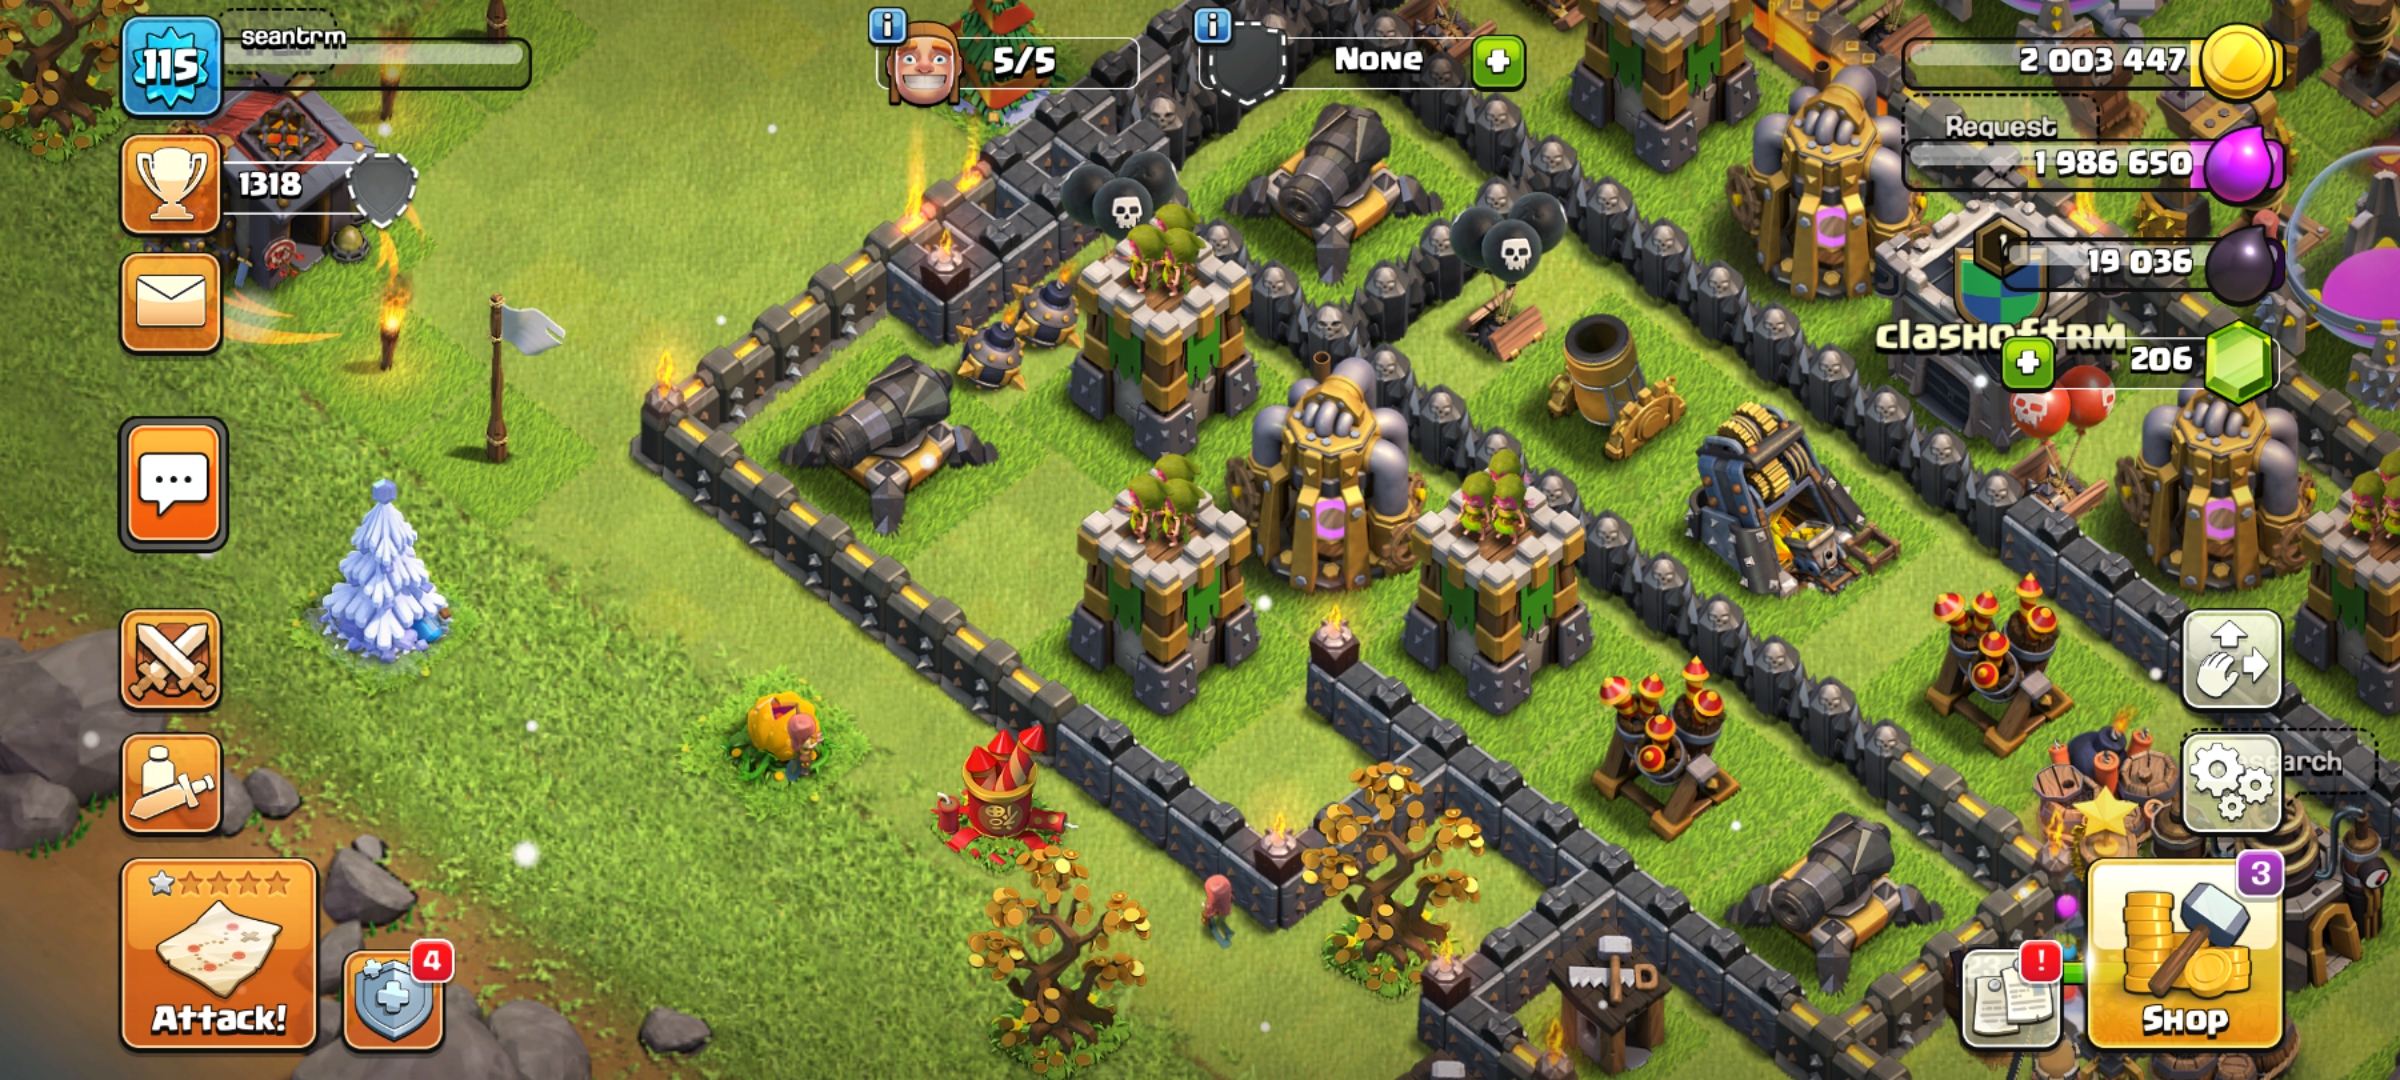 115
seantrm
5/5
None
2 003 447
Request
1 986 650
1318
19 036
clashoftrm
206
search
3
4
!
Attack!
Shop